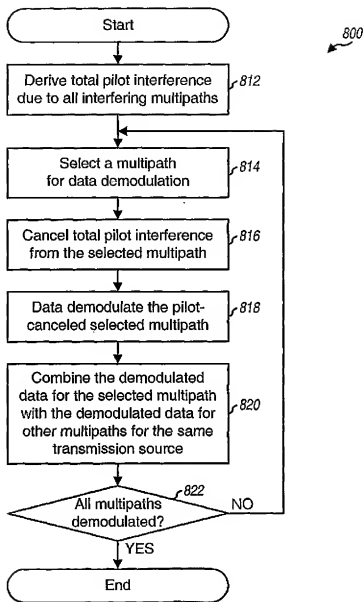 Start
800
Derive total pilot interference
due to all interfering multipaths
812
Select a multipath
for data demodulation
814
Cancel total pilot interference
from the selected multipath
816
Data demodulate the pilot-
canceled selected multipath
818
Combine the demodulated
data for the selected multipath
with the demodulated data for
other multipaths for the same
transmission source
820
822
All multipaths
demodulated?
NO
YES
End